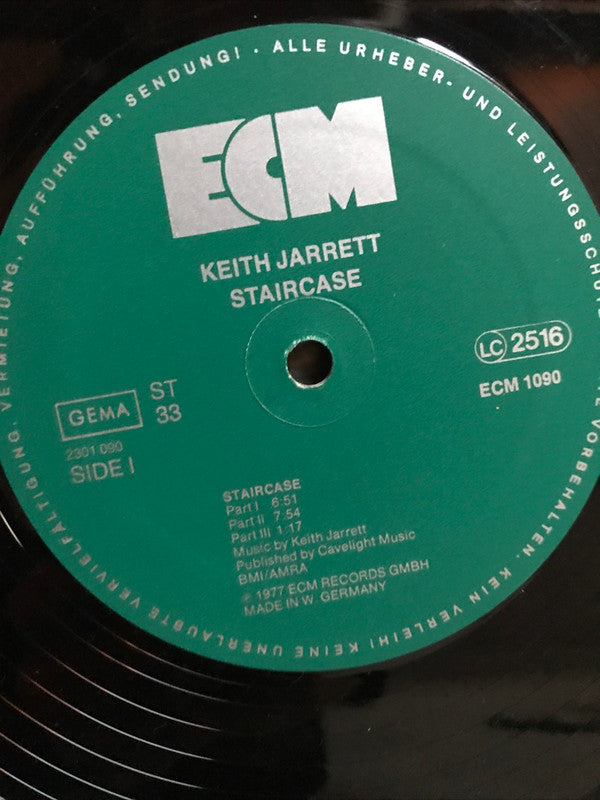 ECM
KEITH JARRETT
STAIRCASE
LC 2516
ECM 1090
GEMA
ST
33
2301 090
SIDE I
STAIRCASE
Part I 6:51
Part II 7.54
Part III 1·17
Music by Keith Jarrett
Published by Cavelight Music
BMI/AMRA
℗ 1977 ECM RECORDS GMBH
MADE IN W. GERMANY
ALLE URHEBER- UND LEISTUNGSSCHUTZ
VORBEHALTEN. KEIN VERLEIH! KEINE UNERLAUBTE VERVIELFÄLTIGUNG, VERMIETUNG, AUFFÜHRUNG, SENDUNG! ·